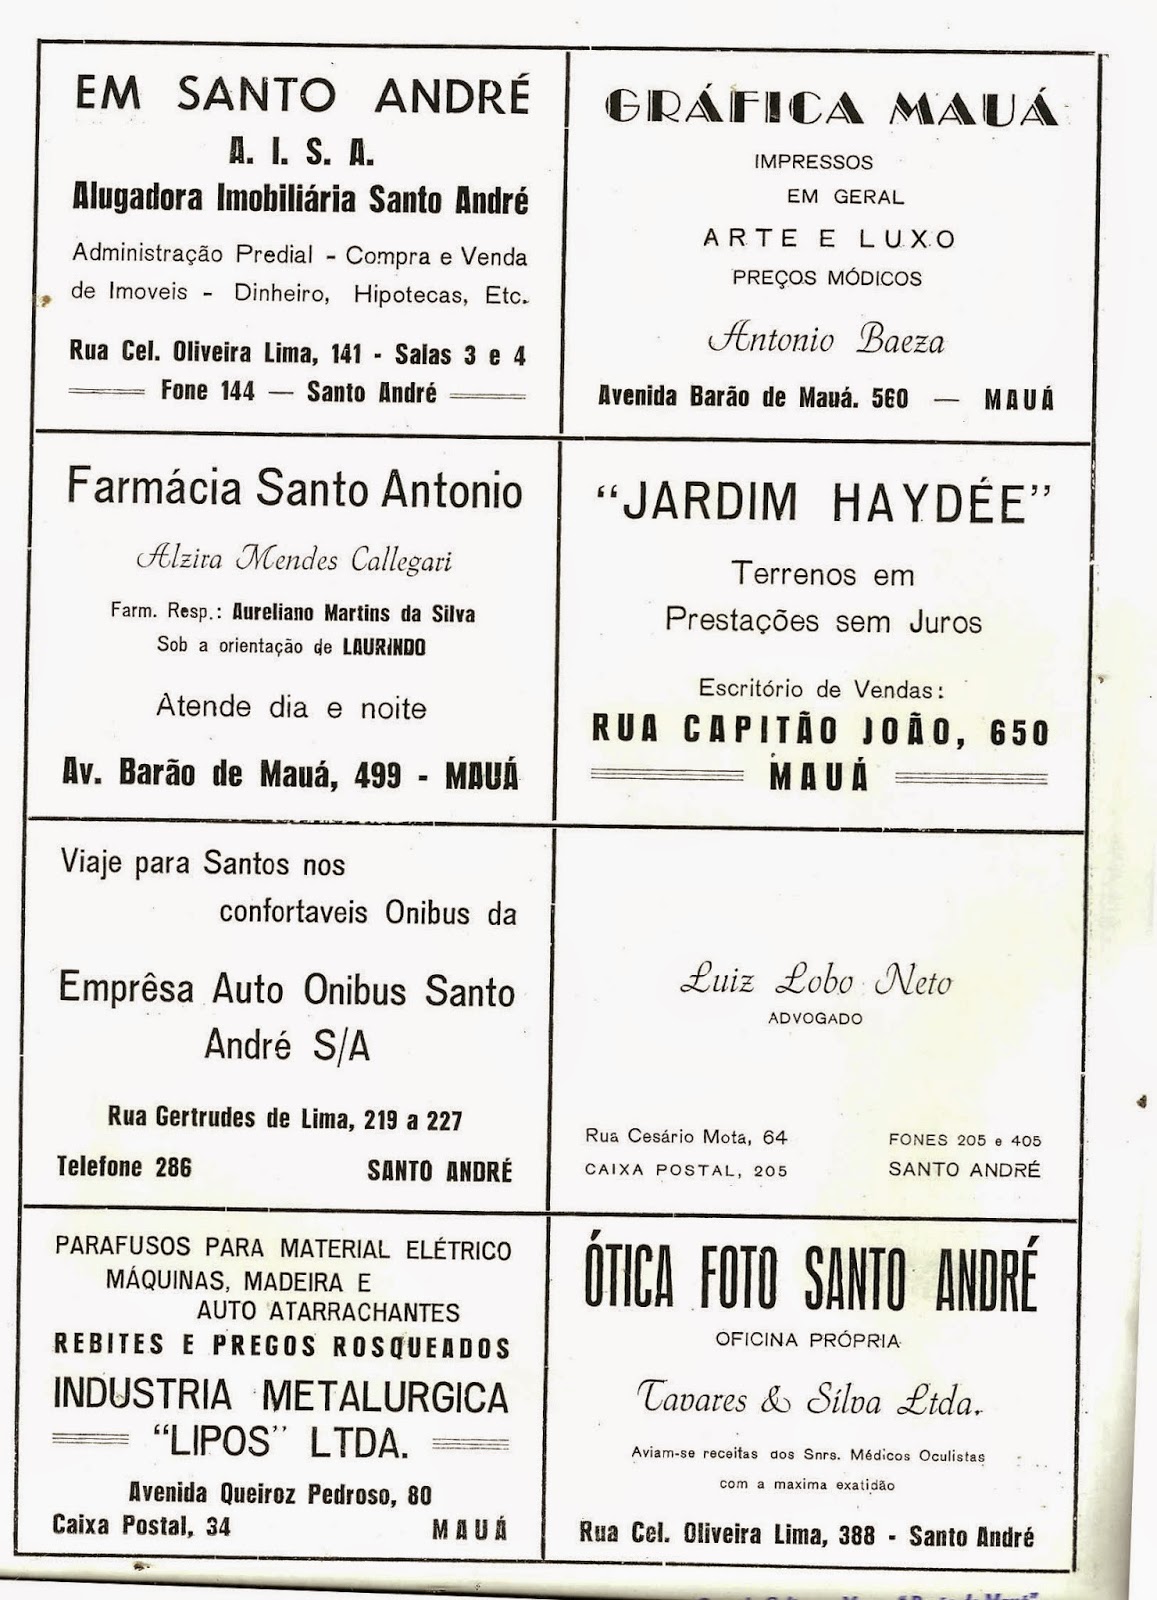 EM SANTO ANDRÉ
A. I. S. A.
Alugadora Imobiliária Santo André
Administração Predial - Compra e Venda
de Imoveis - Dinheiro, Hipotecas, Etc.
Rua Cel. Oliveira Lima, 141 - Salas 3 e 4
Fone 144 — Santo André
GRÁFICA MAUÁ
IMPRESSOS
EM GERAL
ARTE E LUXO
PREÇOS MÓDICOS
Antonio Baeza
Avenida Barão de Mauá. 560 — MAUÁ
Farmácia Santo Antonio
Alzira Mendes Callegari
Farm. Resp.: Aureliano Martins da Silva
Sob a orientação de LAURINDO
Atende dia e noite
Av. Barão de Mauá, 499 - MAUÁ
“JARDIM HAYDÉE”
Terrenos em
Prestações sem Juros
Escritório de Vendas:
RUA CAPITÃO JOÃO, 650
MAUÁ
Viaje para Santos nos
confortaveis Onibus da
Emprêsa Auto Onibus Santo
André S/A
Rua Gertrudes de Lima, 219 a 227
Telefone 286 SANTO ANDRÉ
Luiz Lobo Neto
ADVOGADO
Rua Cesário Mota, 64 FONES 205 e 405
CAIXA POSTAL, 205 SANTO ANDRÉ
PARAFUSOS PARA MATERIAL ELÉTRICO
MÁQUINAS, MADEIRA E
AUTO ATARRACHANTES
REBITES E PREGOS ROSQUEADOS
INDUSTRIA METALURGICA
“LIPOS” LTDA.
Avenida Queiroz Pedroso, 80
Caixa Postal, 34 MAUÁ
ÓTICA FOTO SANTO ANDRÉ
OFICINA PRÓPRIA
Tavares & Silva Ltda.
Aviam-se receitas dos Snrs. Médicos Oculistas
com a maxima exatidão
Rua Cel. Oliveira Lima, 388 - Santo André